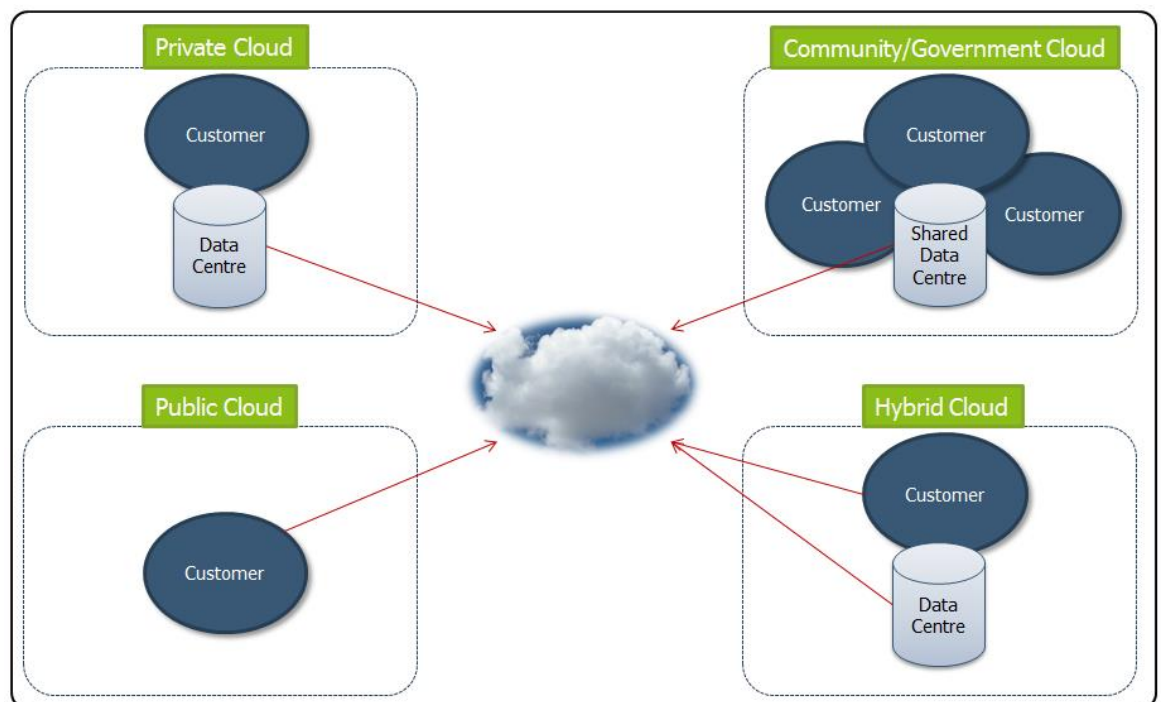 Private Cloud
Customer
Data
Centre
Community/Government Cloud
Customer
Customer
Customer
Shared
Data
Centre
Public Cloud
Customer
Hybrid Cloud
Customer
Data
Centre